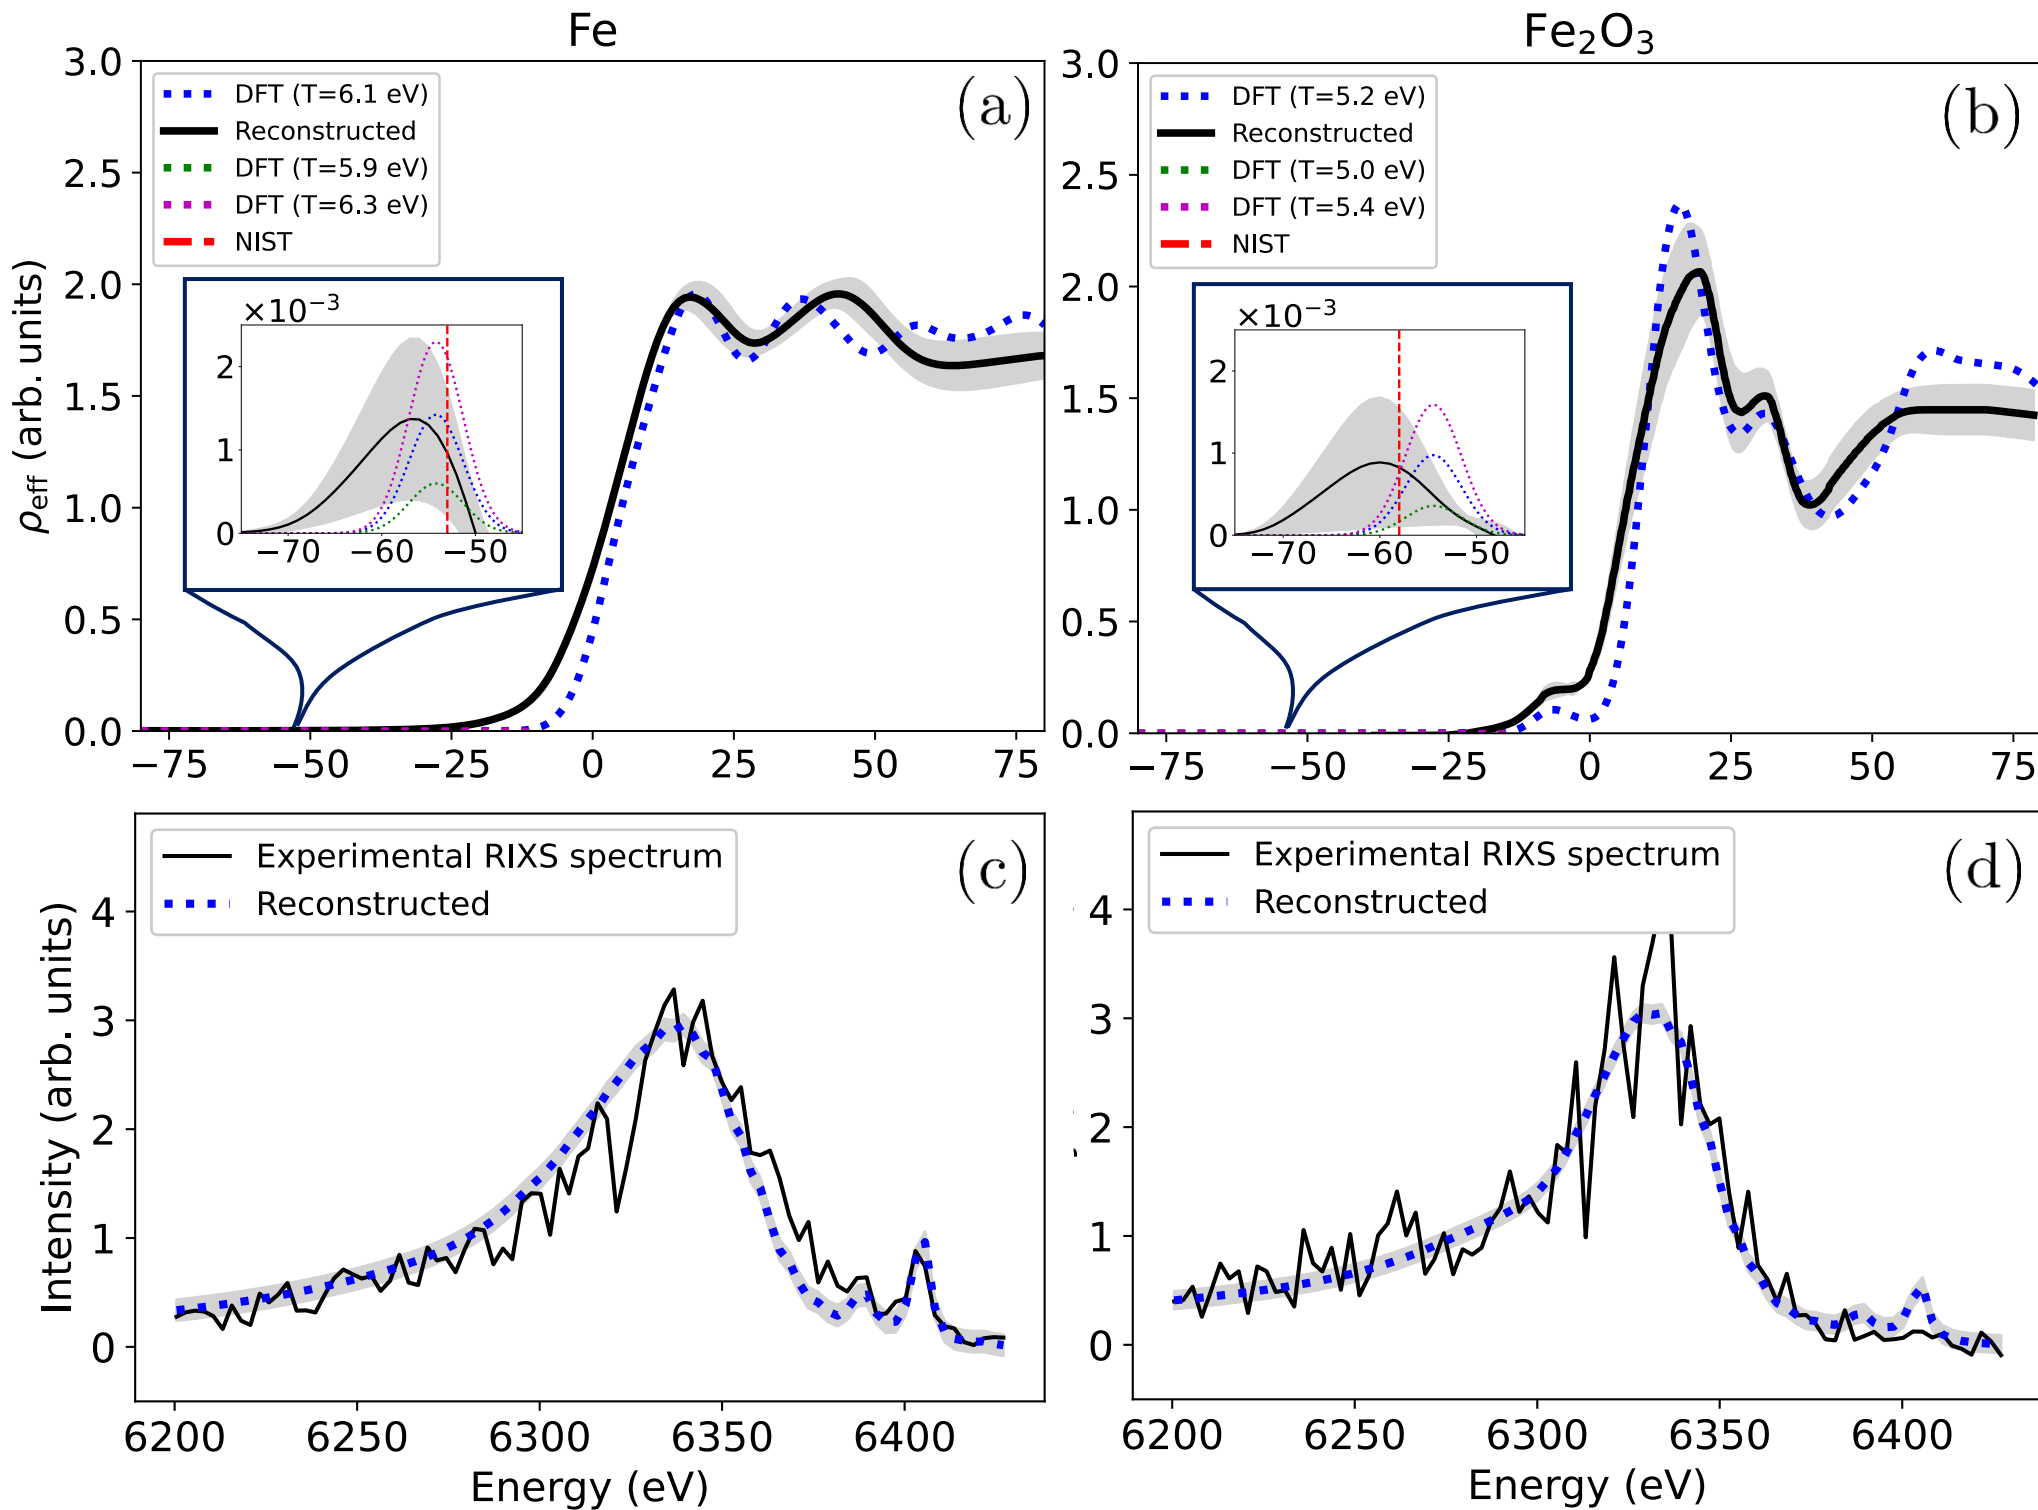 Fe
Fe₂O₃
(a)
DFT (T=6.1 eV)
Reconstructed
DFT (T=5.9 eV)
DFT (T=6.3 eV)
NIST
×10⁻³
2
1
0
−70
−60
−50
3.0
2.5
2.0
1.5
1.0
0.5
0.0
ρeff (arb. units)
−75
−50
−25
0
25
50
75
(b)
DFT (T=5.2 eV)
Reconstructed
DFT (T=5.0 eV)
DFT (T=5.4 eV)
NIST
×10⁻³
2
1
0
−70
−60
−50
3.0
2.5
2.0
1.5
1.0
0.5
0.0
−75
−50
−25
0
25
50
75
(c)
Experimental RIXS spectrum
Reconstructed
4
3
2
1
0
Intensity (arb. units)
6200
6250
6300
6350
6400
Energy (eV)
(d)
Experimental RIXS spectrum
Reconstructed
4
3
2
1
0
6200
6250
6300
6350
6400
Energy (eV)